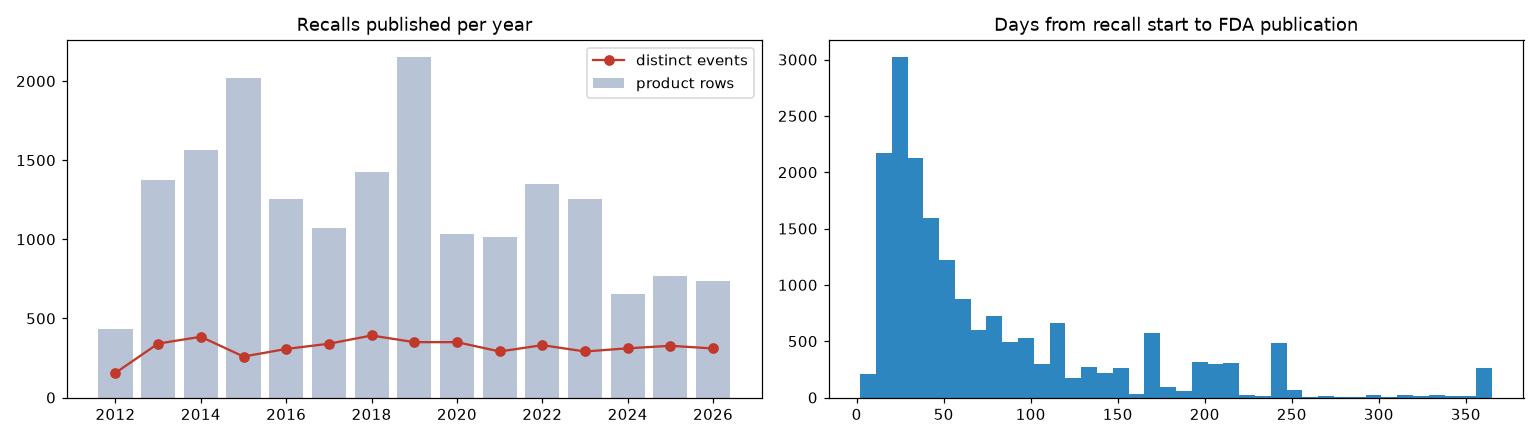 Recalls published per year
distinct events
product rows
2000
1500
1000
500
0
2012 2014 2016 2018 2020 2022 2024 2026
Days from recall start to FDA publication
3000
2500
2000
1500
1000
500
0
0 50 100 150 200 250 300 350